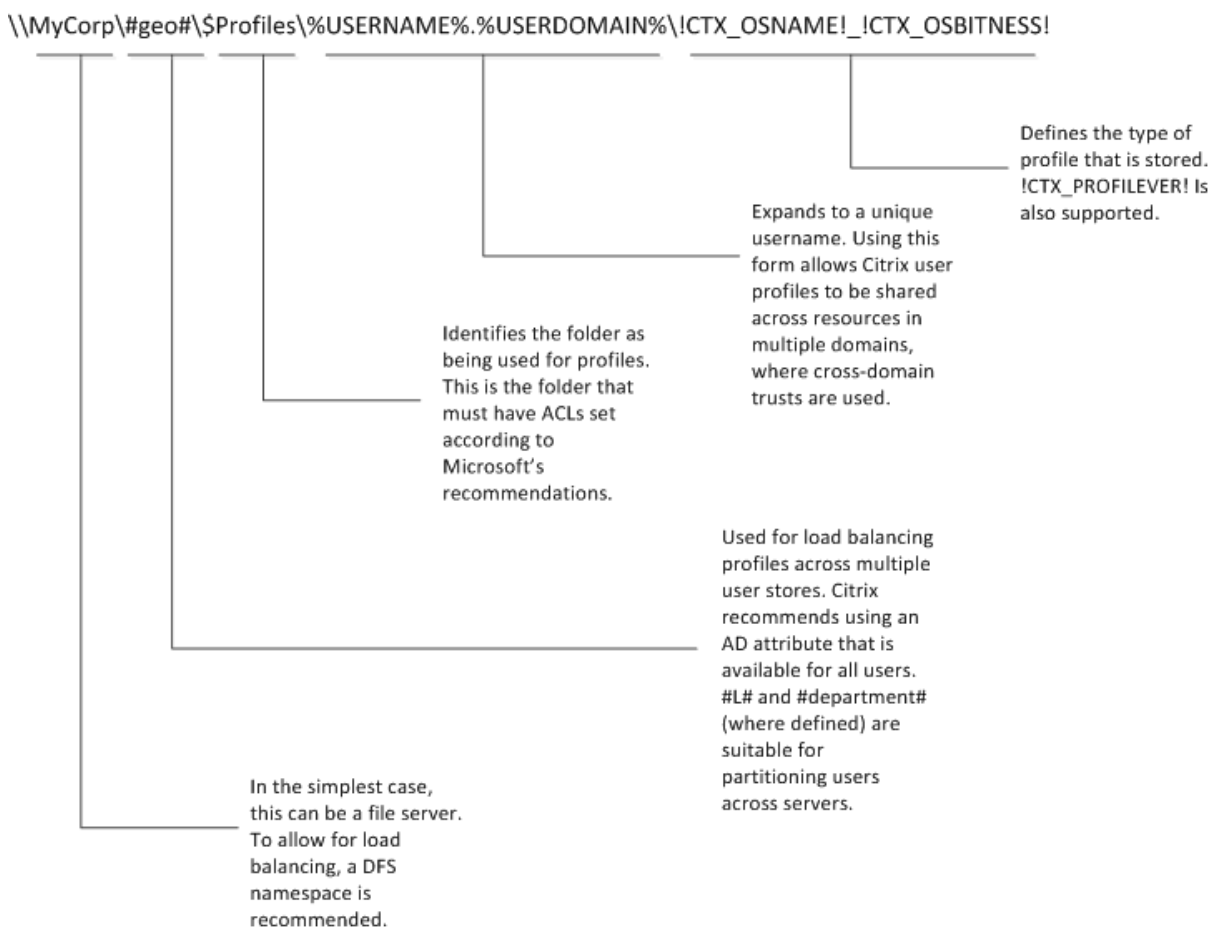 \\MyCorp\#geo#\$Profiles\%USERNAME%.%USERDOMAIN%\!CTX_OSNAME!_!CTX_OSBITNESS!
Defines the type of
profile that is stored.
!CTX_PROFILEVER! Is
also supported.
Expands to a unique
username. Using this
form allows Citrix user
profiles to be shared
across resources in
multiple domains,
where cross-domain
trusts are used.
Identifies the folder as
being used for profiles.
This is the folder that
must have ACLs set
according to
Microsoft's
recommendations.
Used for load balancing
profiles across multiple
user stores. Citrix
recommends using an
AD attribute that is
available for all users.
#L# and #department#
(where defined) are
suitable for
partitioning users
across servers.
In the simplest case,
this can be a file server.
To allow for load
balancing, a DFS
namespace is
recommended.